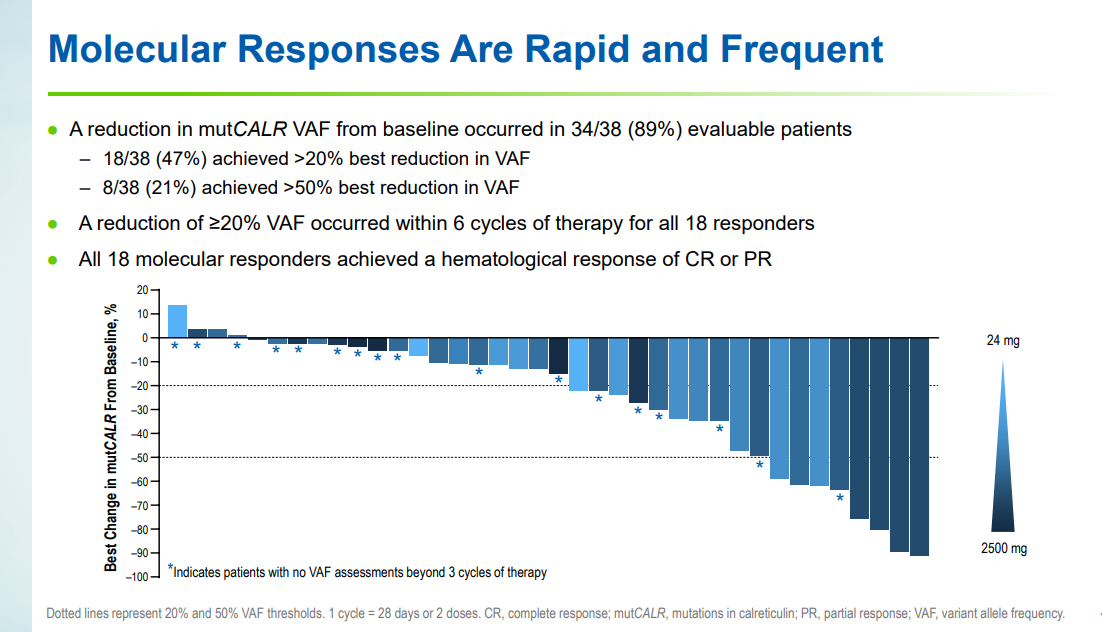 Molecular Responses Are Rapid and Frequent
● A reduction in mutCALR VAF from baseline occurred in 34/38 (89%) evaluable patients
– 18/38 (47%) achieved >20% best reduction in VAF
– 8/38 (21%) achieved >50% best reduction in VAF
● A reduction of ≥20% VAF occurred within 6 cycles of therapy for all 18 responders
● All 18 molecular responders achieved a hematological response of CR or PR
Best Change in mutCALR From Baseline, %
20
10
0
–10
–20
–30
–40
–50
–60
–70
–80
–90
–100
* * * * * * * * * * * * * * * * * *
*Indicates patients with no VAF assessments beyond 3 cycles of therapy
24 mg
2500 mg
Dotted lines represent 20% and 50% VAF thresholds. 1 cycle = 28 days or 2 doses. CR, complete response; mutCALR, mutations in calreticulin; PR, partial response; VAF, variant allele frequency.